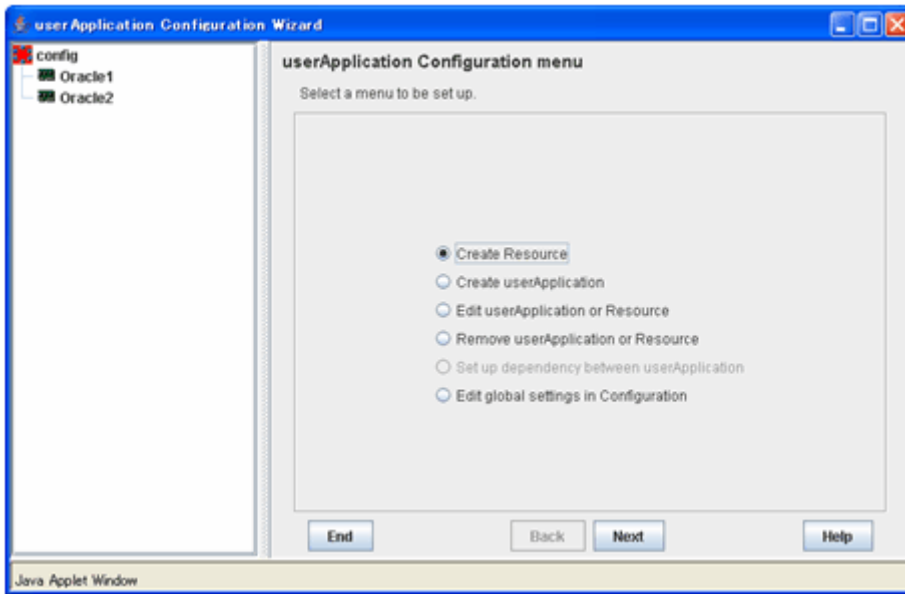 userApplication Configuration Wizard
config
Oracle1
Oracle2
userApplication Configuration menu
Select a menu to be set up.
Create Resource
Create userApplication
Edit userApplication or Resource
Remove userApplication or Resource
Set up dependency between userApplication
Edit global settings in Configuration
End
Back
Next
Help
Java Applet Window